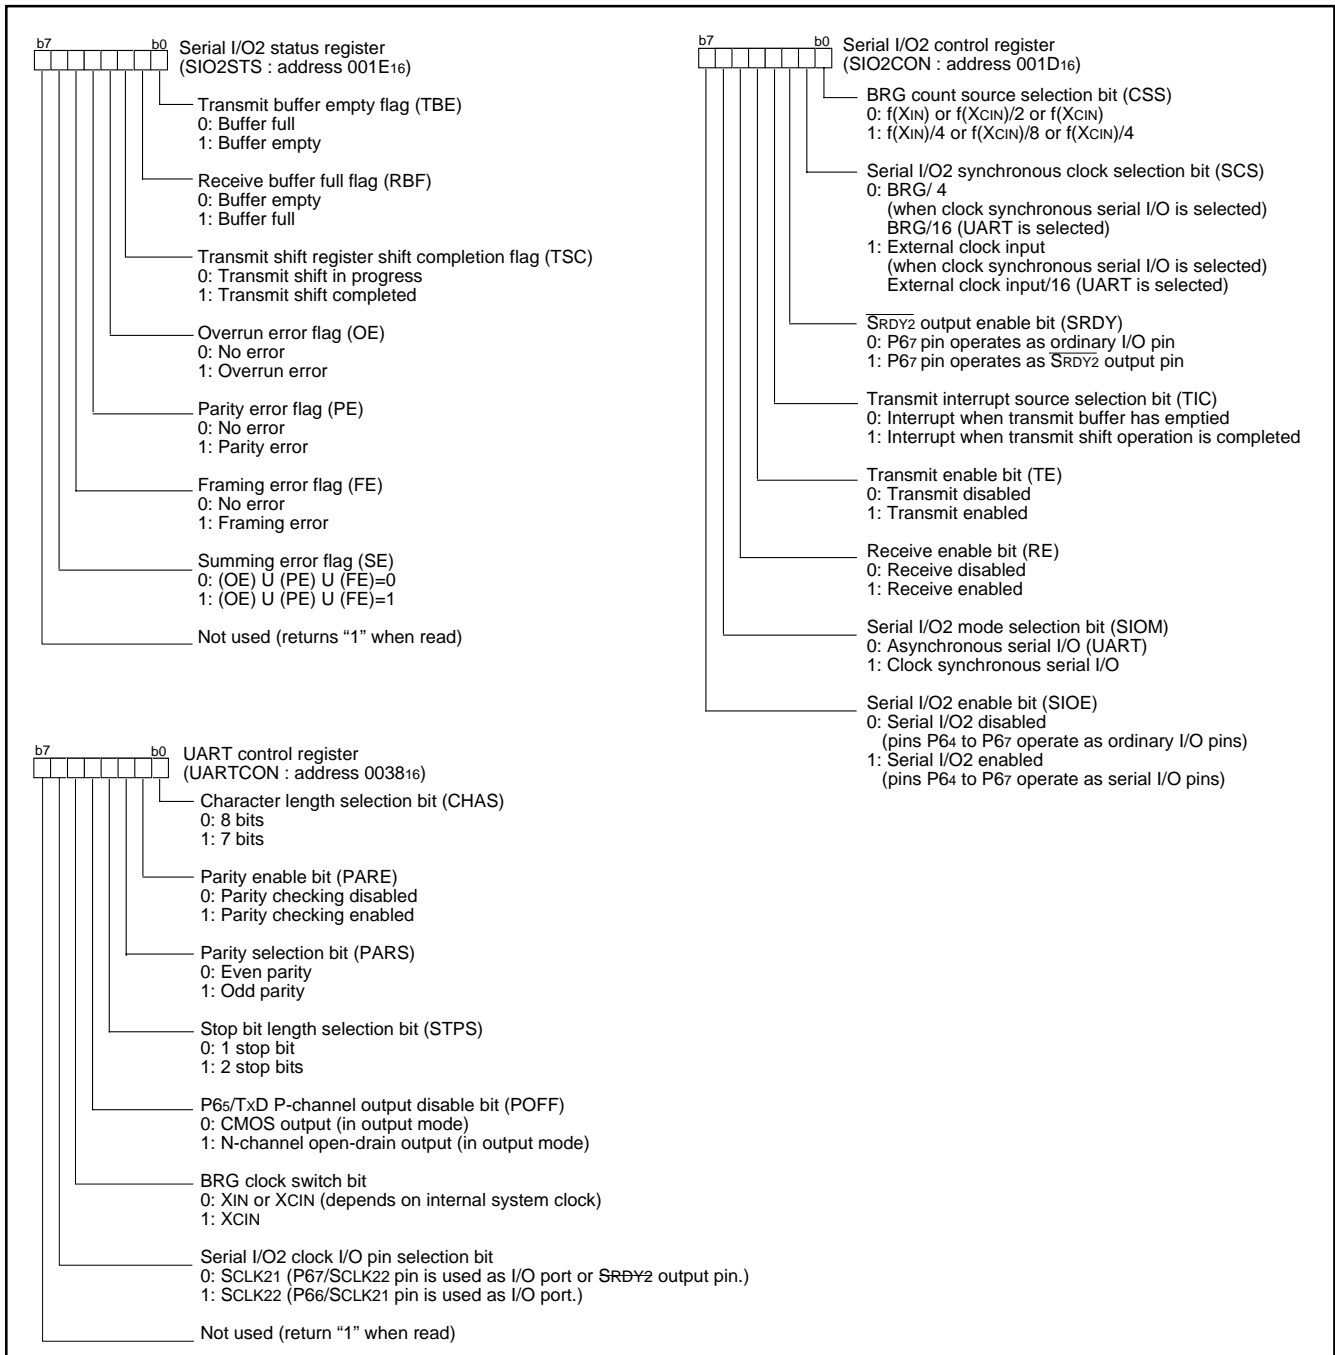 b7 b0 Serial I/O2 status register
(SIO2STS : address 001E16)
Transmit buffer empty flag (TBE)
0: Buffer full
1: Buffer empty
Receive buffer full flag (RBF)
0: Buffer empty
1: Buffer full
Transmit shift register shift completion flag (TSC)
0: Transmit shift in progress
1: Transmit shift completed
Overrun error flag (OE)
0: No error
1: Overrun error
Parity error flag (PE)
0: No error
1: Parity error
Framing error flag (FE)
0: No error
1: Framing error
Summing error flag (SE)
0: (OE) U (PE) U (FE)=0
1: (OE) U (PE) U (FE)=1
Not used (returns “1” when read)
b7 b0 UART control register
(UARTCON : address 003816)
Character length selection bit (CHAS)
0: 8 bits
1: 7 bits
Parity enable bit (PARE)
0: Parity checking disabled
1: Parity checking enabled
Parity selection bit (PARS)
0: Even parity
1: Odd parity
Stop bit length selection bit (STPS)
0: 1 stop bit
1: 2 stop bits
P65/TxD P-channel output disable bit (POFF)
0: CMOS output (in output mode)
1: N-channel open-drain output (in output mode)
BRG clock switch bit
0: XIN or XCIN (depends on internal system clock)
1: XCIN
Serial I/O2 clock I/O pin selection bit
0: SCLK21 (P67/SCLK22 pin is used as I/O port or SRDY2 output pin.)
1: SCLK22 (P66/SCLK21 pin is used as I/O port.)
Not used (return “1” when read)
b7 b0 Serial I/O2 control register
(SIO2CON : address 001D16)
BRG count source selection bit (CSS)
0: f(XIN) or f(XCIN)/2 or f(XCIN)
1: f(XIN)/4 or f(XCIN)/8 or f(XCIN)/4
Serial I/O2 synchronous clock selection bit (SCS)
0: BRG/ 4
(when clock synchronous serial I/O is selected)
BRG/16 (UART is selected)
1: External clock input
(when clock synchronous serial I/O is selected)
External clock input/16 (UART is selected)
SRDY2 output enable bit (SRDY)
0: P67 pin operates as ordinary I/O pin
1: P67 pin operates as SRDY2 output pin
Transmit interrupt source selection bit (TIC)
0: Interrupt when transmit buffer has emptied
1: Interrupt when transmit shift operation is completed
Transmit enable bit (TE)
0: Transmit disabled
1: Transmit enabled
Receive enable bit (RE)
0: Receive disabled
1: Receive enabled
Serial I/O2 mode selection bit (SIOM)
0: Asynchronous serial I/O (UART)
1: Clock synchronous serial I/O
Serial I/O2 enable bit (SIOE)
0: Serial I/O2 disabled
(pins P64 to P67 operate as ordinary I/O pins)
1: Serial I/O2 enabled
(pins P64 to P67 operate as serial I/O pins)